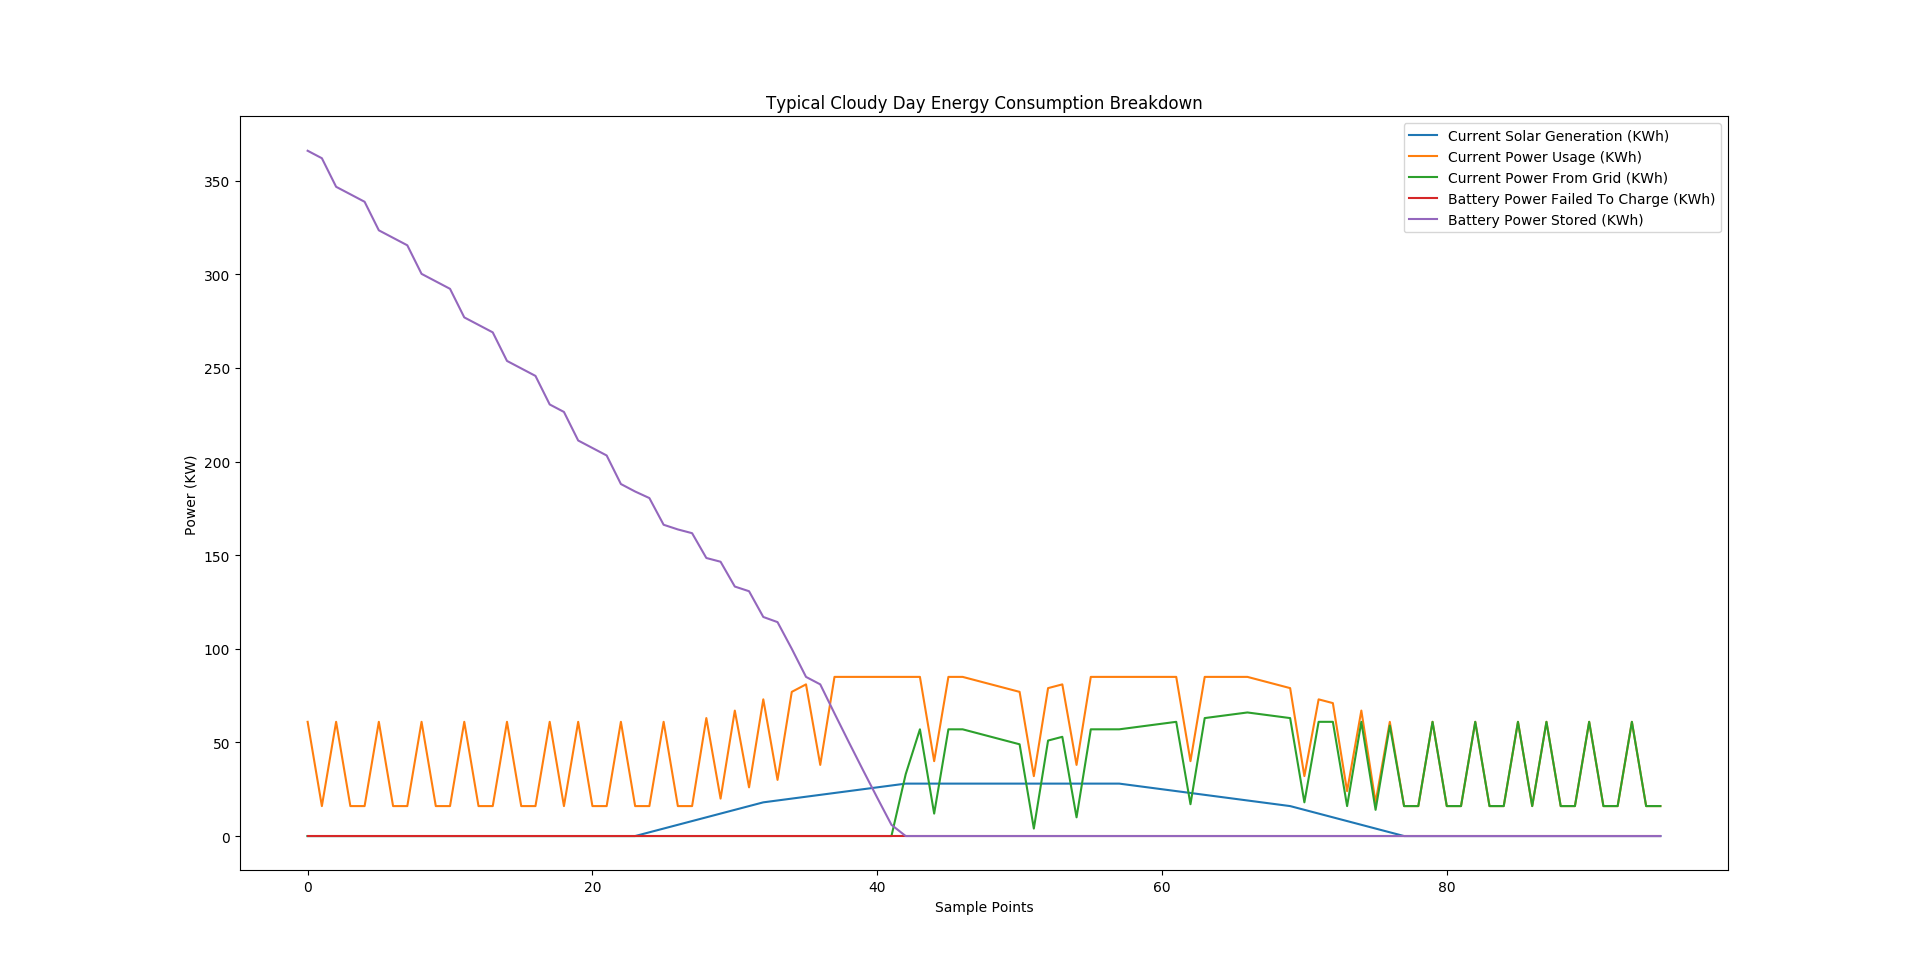 Typical Cloudy Day Energy Consumption Breakdown
Current Solar Generation (KWh)
Current Power Usage (KWh)
Current Power From Grid (KWh)
Battery Power Failed To Charge (KWh)
Battery Power Stored (KWh)
350
300
250
200
150
100
50
0
Power (KW)
0 20 40 60 80
Sample Points